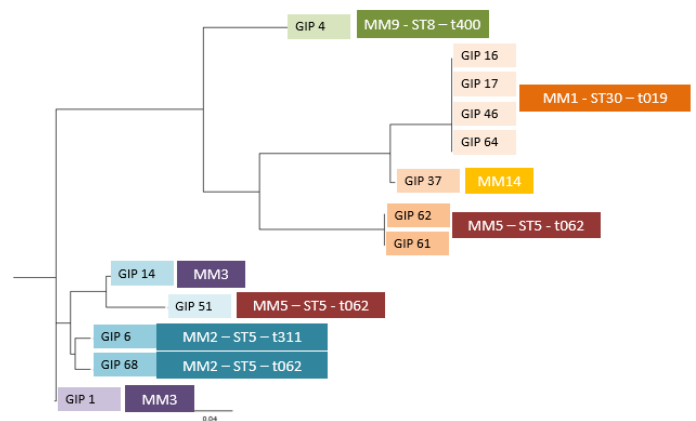 GIP 4 MM9 - ST8 – t400
GIP 16
GIP 17
MM1 - ST30 – t019
GIP 46
GIP 64
GIP 37 MM14
GIP 62
MM5 – ST5 - t062
GIP 61
GIP 14 MM3
GIP 51 MM5 – ST5 - t062
GIP 6 MM2 – ST5 – t311
GIP 68 MM2 – ST5 – t062
GIP 1 MM3
0.04